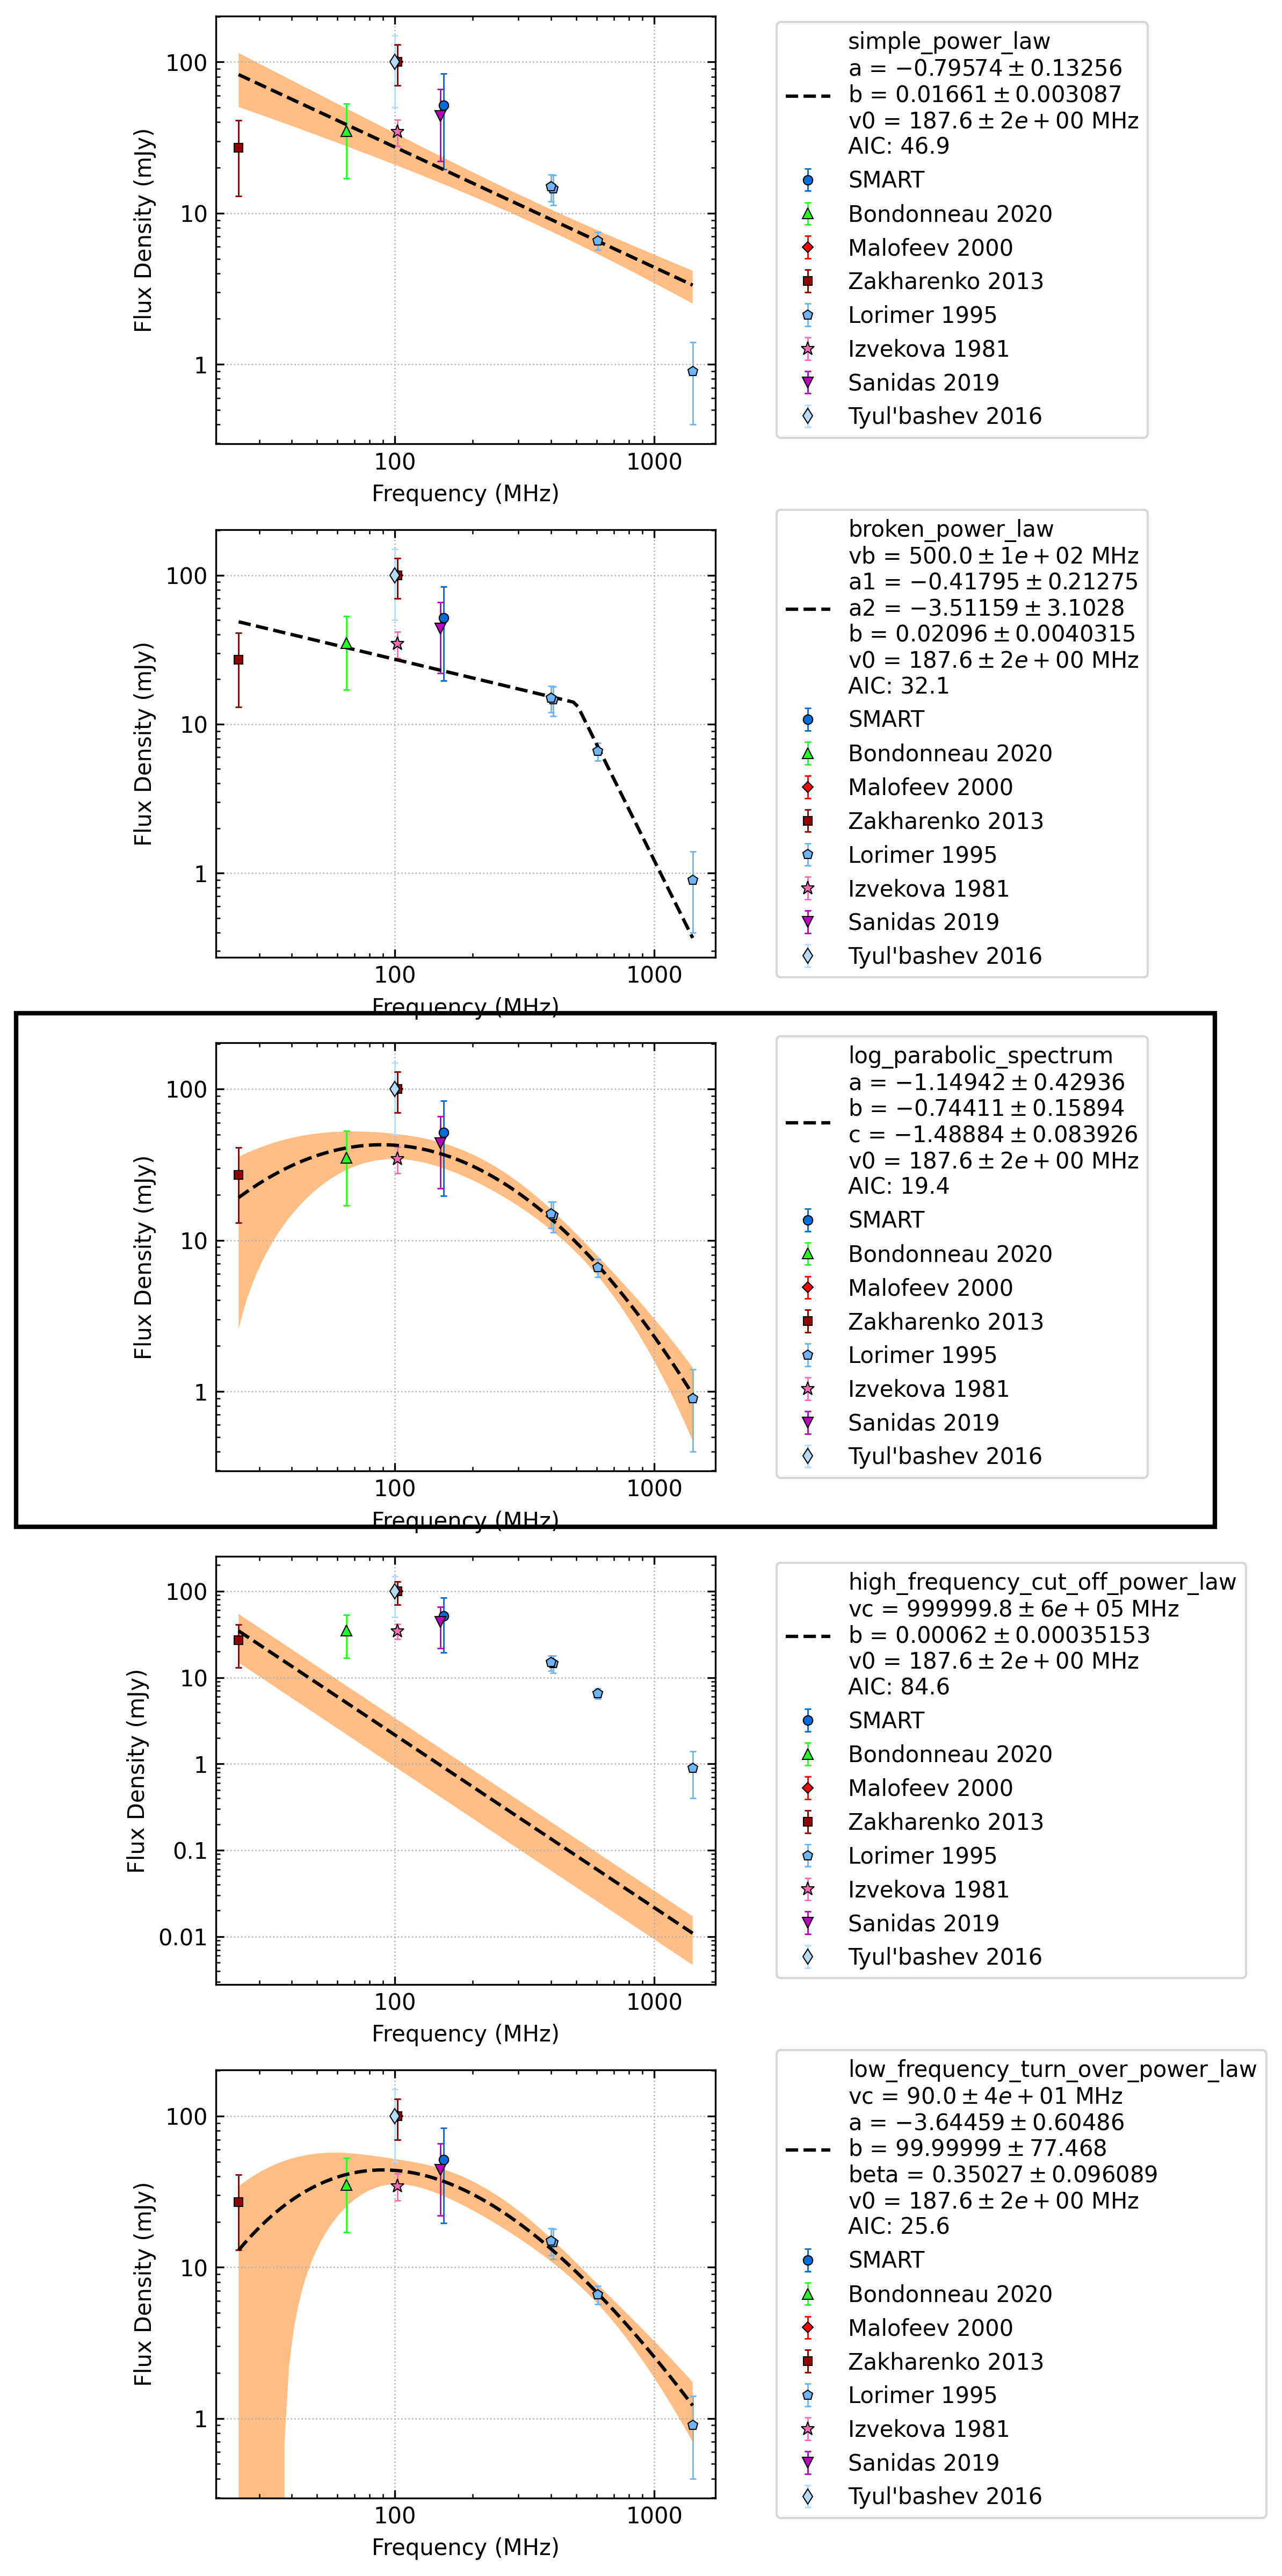 100
10
1
Flux Density (mJy)
100
1000
Frequency (MHz)
simple_power_law
a = −0.79574 ± 0.13256
b = 0.01661 ± 0.003087
v0 = 187.6 ± 2e + 00 MHz
AIC: 46.9
SMART
Bondonneau 2020
Malofeev 2000
Zakharenko 2013
Lorimer 1995
Izvekova 1981
Sanidas 2019
Tyul'bashev 2016
100
10
1
Flux Density (mJy)
100
1000
Frequency (MHz)
broken_power_law
vb = 500.0 ± 1e + 02 MHz
a1 = −0.41795 ± 0.21275
a2 = −3.51159 ± 3.1028
b = 0.02096 ± 0.0040315
v0 = 187.6 ± 2e + 00 MHz
AIC: 32.1
SMART
Bondonneau 2020
Malofeev 2000
Zakharenko 2013
Lorimer 1995
Izvekova 1981
Sanidas 2019
Tyul'bashev 2016
100
10
1
Flux Density (mJy)
100
1000
Frequency (MHz)
log_parabolic_spectrum
a = −1.14942 ± 0.42936
b = −0.74411 ± 0.15894
c = −1.48884 ± 0.083926
v0 = 187.6 ± 2e + 00 MHz
AIC: 19.4
SMART
Bondonneau 2020
Malofeev 2000
Zakharenko 2013
Lorimer 1995
Izvekova 1981
Sanidas 2019
Tyul'bashev 2016
100
10
1
0.1
0.01
Flux Density (mJy)
100
1000
Frequency (MHz)
high_frequency_cut_off_power_law
vc = 999999.8 ± 6e + 05 MHz
b = 0.00062 ± 0.00035153
v0 = 187.6 ± 2e + 00 MHz
AIC: 84.6
SMART
Bondonneau 2020
Malofeev 2000
Zakharenko 2013
Lorimer 1995
Izvekova 1981
Sanidas 2019
Tyul'bashev 2016
100
10
1
Flux Density (mJy)
100
1000
Frequency (MHz)
low_frequency_turn_over_power_law
vc = 90.0 ± 4e + 01 MHz
a = −3.64459 ± 0.60486
b = 99.99999 ± 77.468
beta = 0.35027 ± 0.096089
v0 = 187.6 ± 2e + 00 MHz
AIC: 25.6
SMART
Bondonneau 2020
Malofeev 2000
Zakharenko 2013
Lorimer 1995
Izvekova 1981
Sanidas 2019
Tyul'bashev 2016